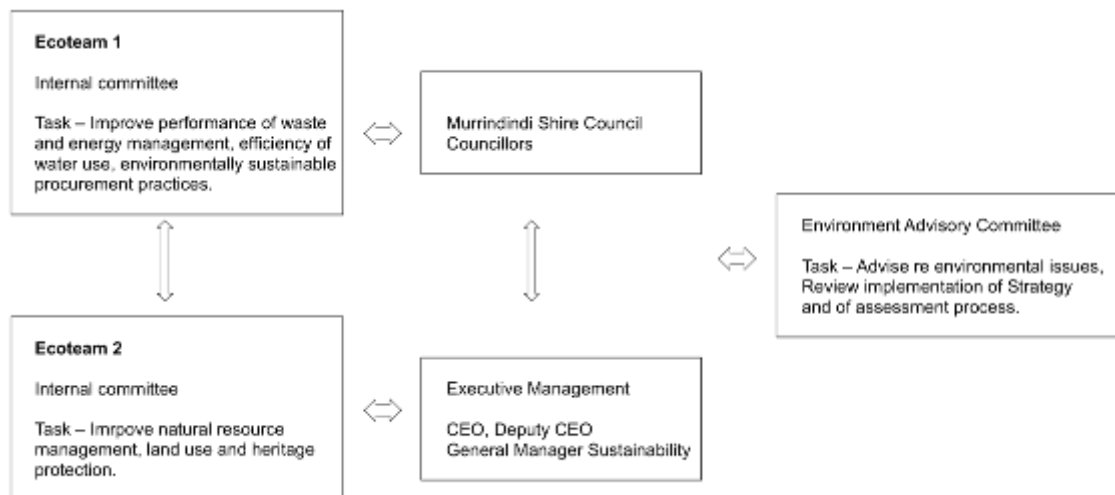 Ecoteam 1
Internal committee
Task – Improve performance of waste
and energy management, efficiency of
water use, environmentally sustainable
procurement practices.
Murrindindi Shire Council
Councillors
Environment Advisory Committee
Task – Advise re environmental issues,
Review implementation of Strategy
and of assessment process.
Ecoteam 2
Internal committee
Task – Imrpove natural resource
management, land use and heritage
protection.
Executive Management
CEO, Deputy CEO
General Manager Sustainability